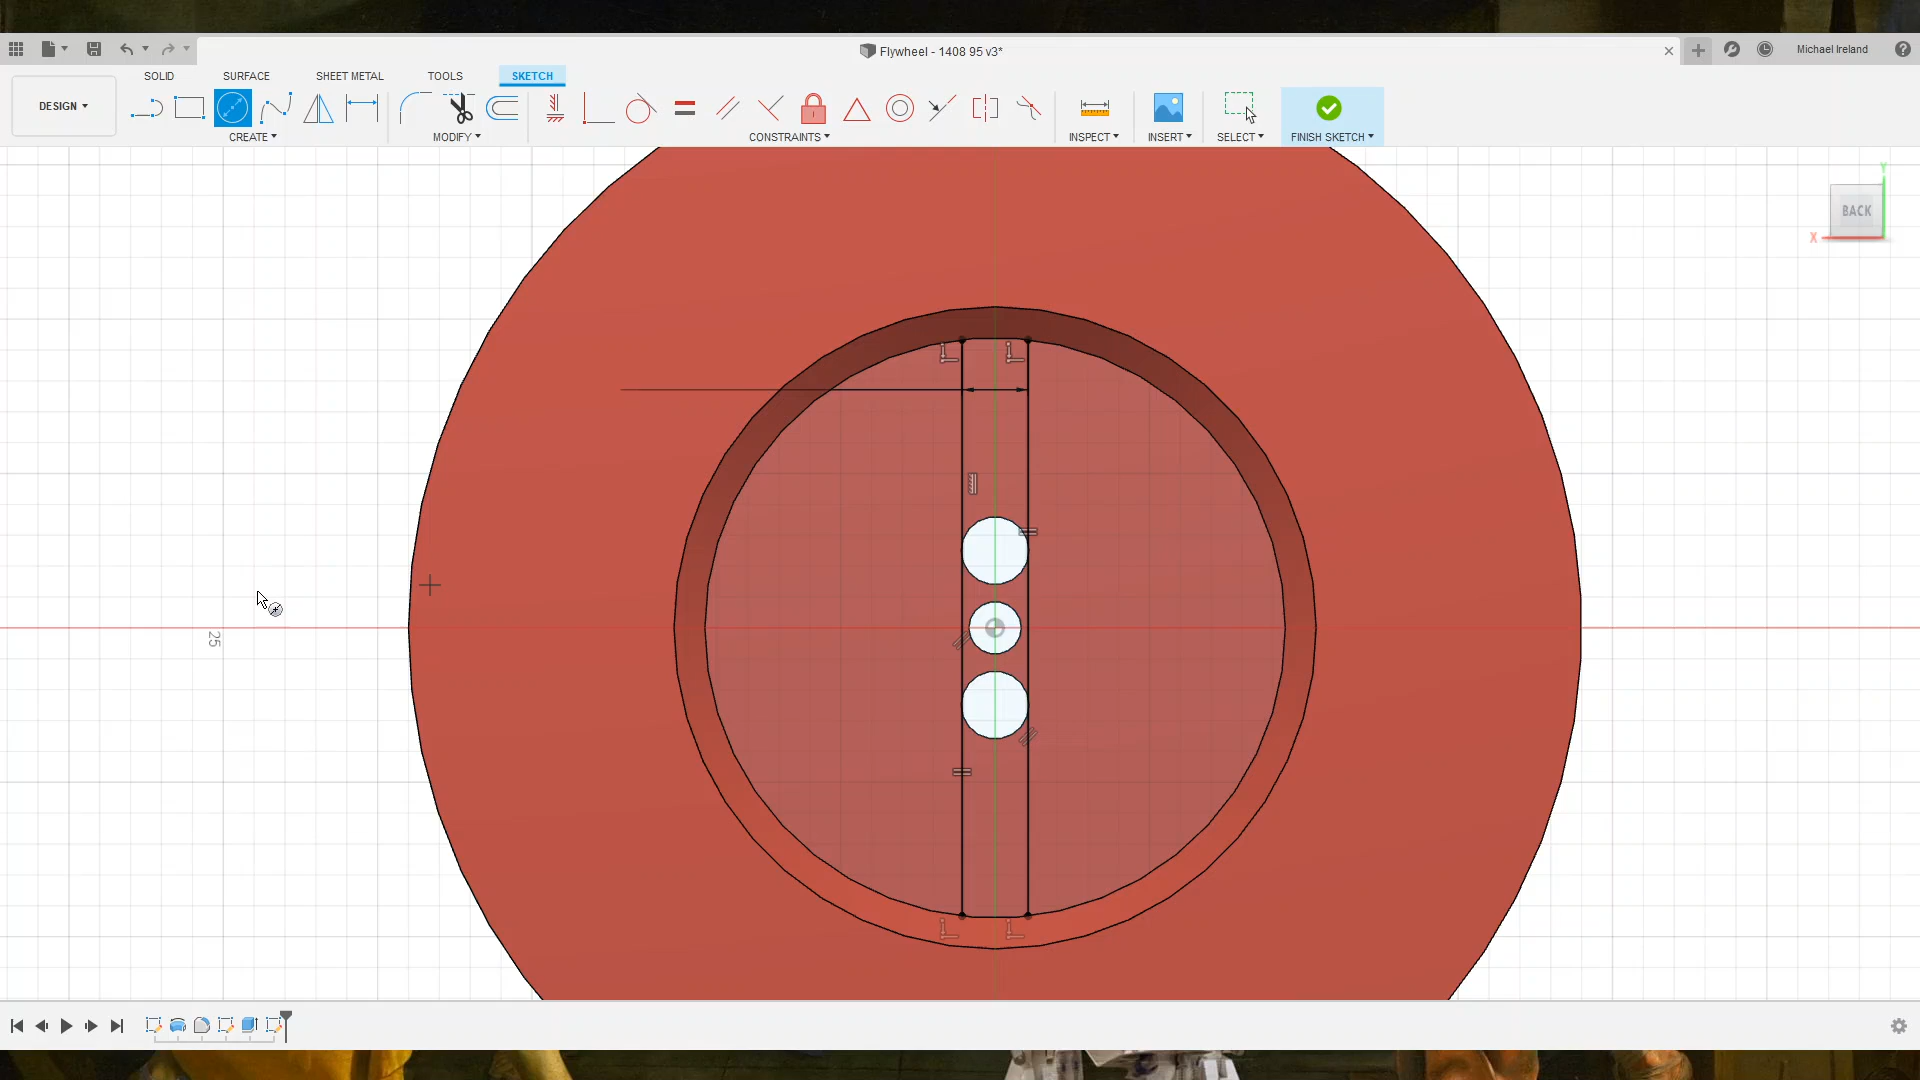 Flywheel - 1408 95 v3*
Michael Ireland
SOLID SURFACE SHEET METAL TOOLS SKETCH
DESIGN
CREATE MODIFY CONSTRAINTS INSPECT INSERT SELECT FINISH SKETCH
Y
BACK
X
25